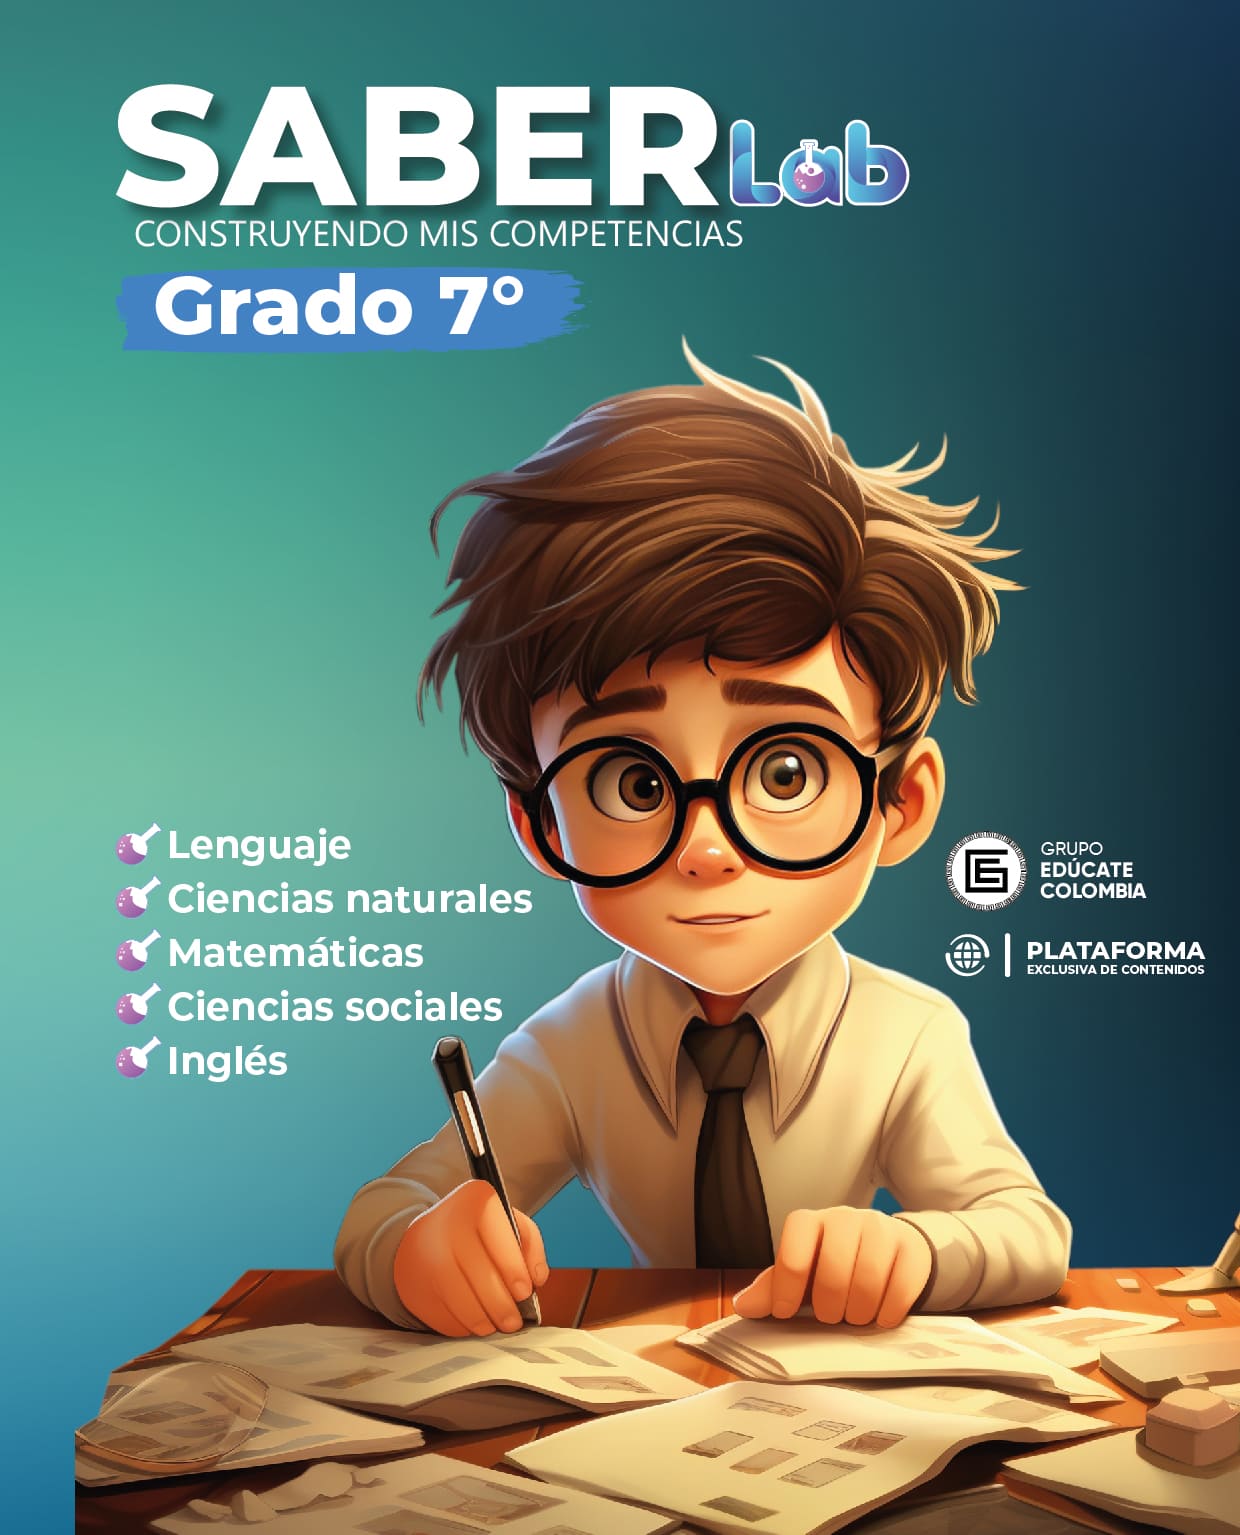 SABER Lab
CONSTRUYENDO MIS COMPETENCIAS
Grado 7°
Lenguaje
Ciencias naturales
Matemáticas
Ciencias sociales
Inglés
GRUPO
EDÚCATE
COLOMBIA
PLATAFORMA
EXCLUSIVA DE CONTENIDOS